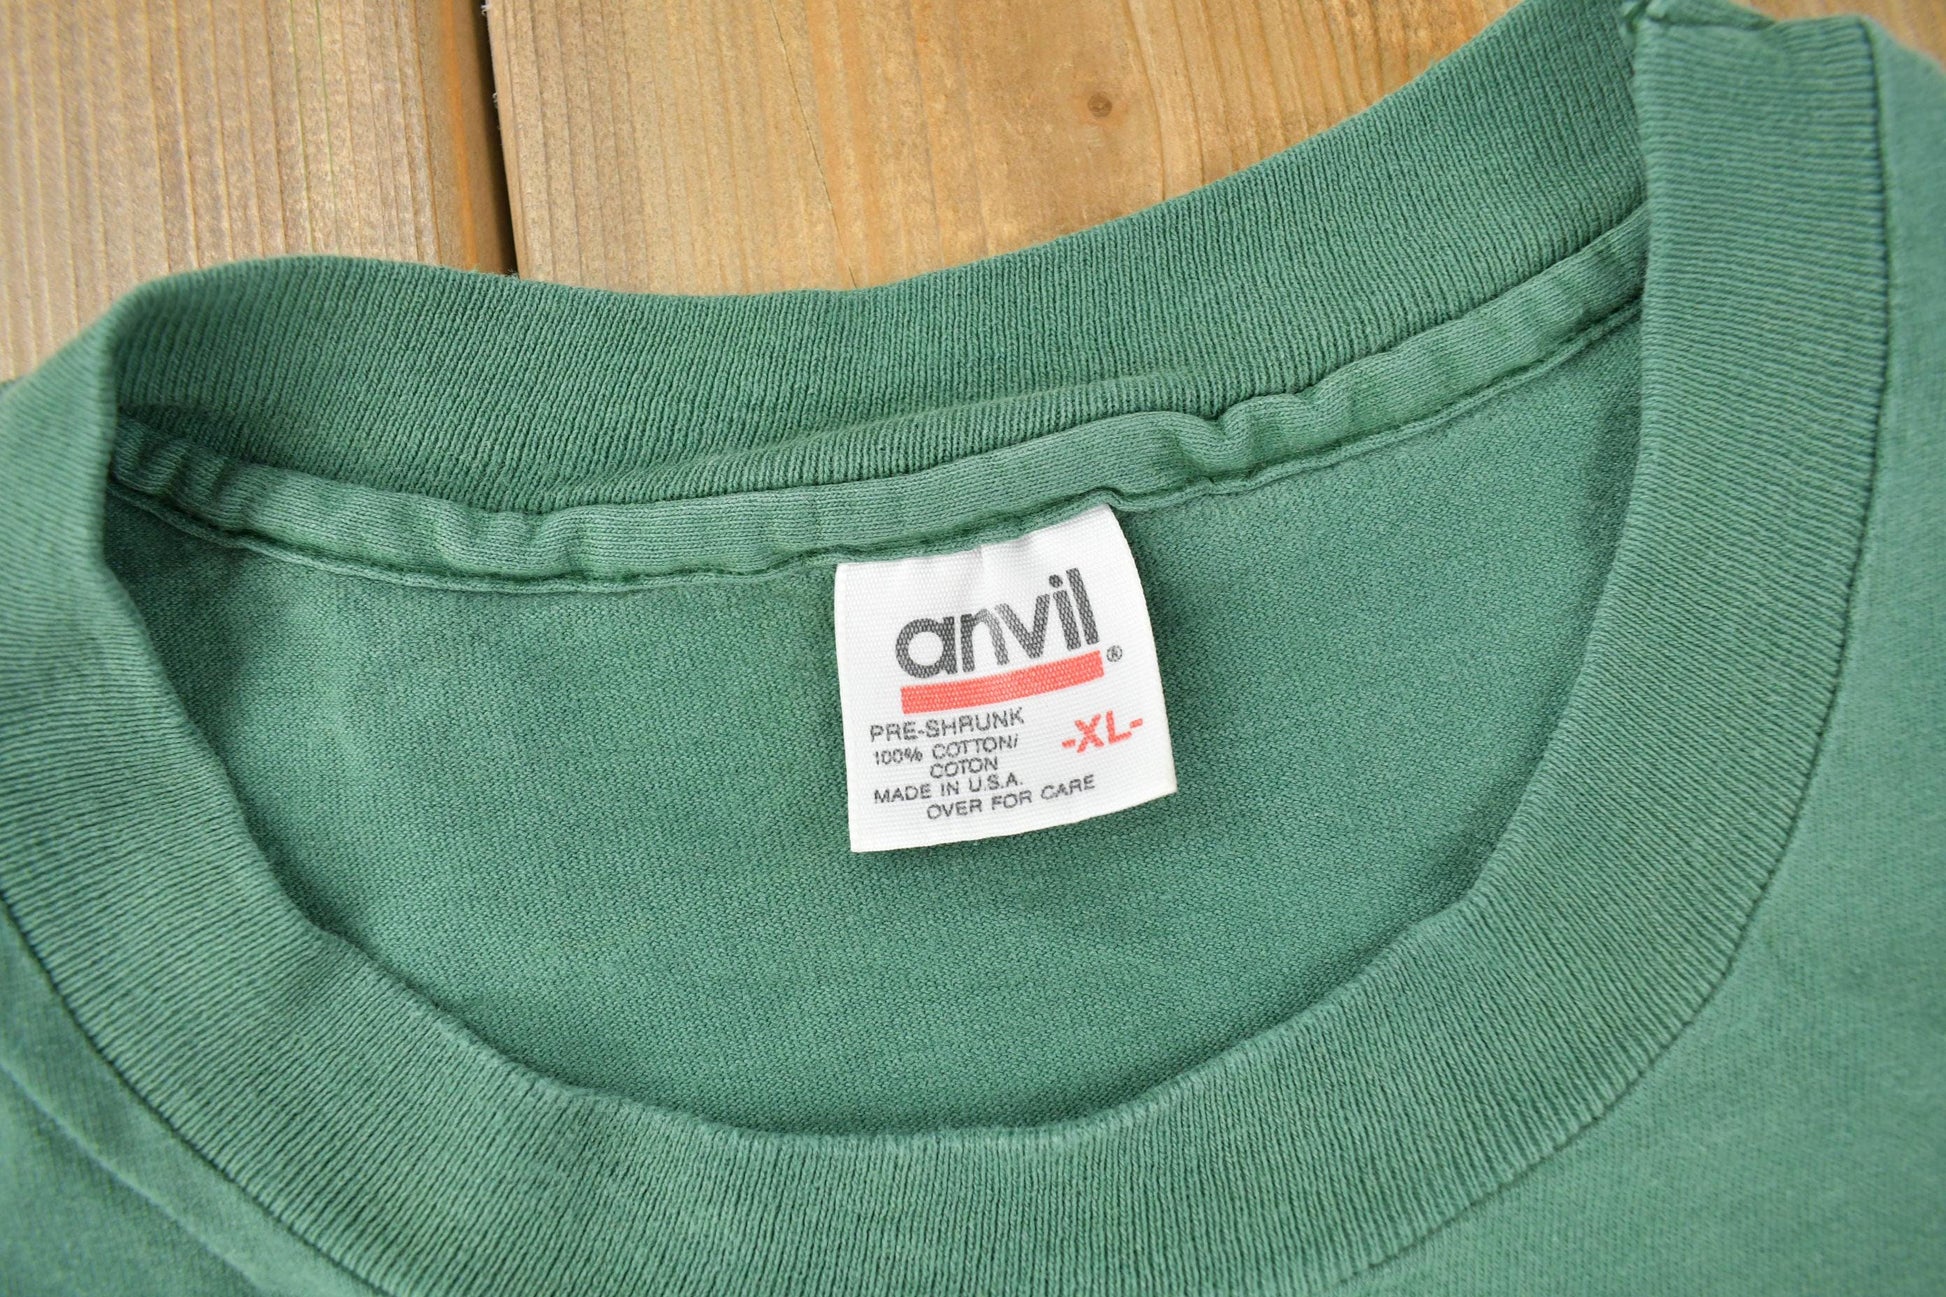 anvil®
PRE-SHRUNK
-XL-
100% COTTON/
COTON
MADE IN U.S.A.
OVER FOR CARE